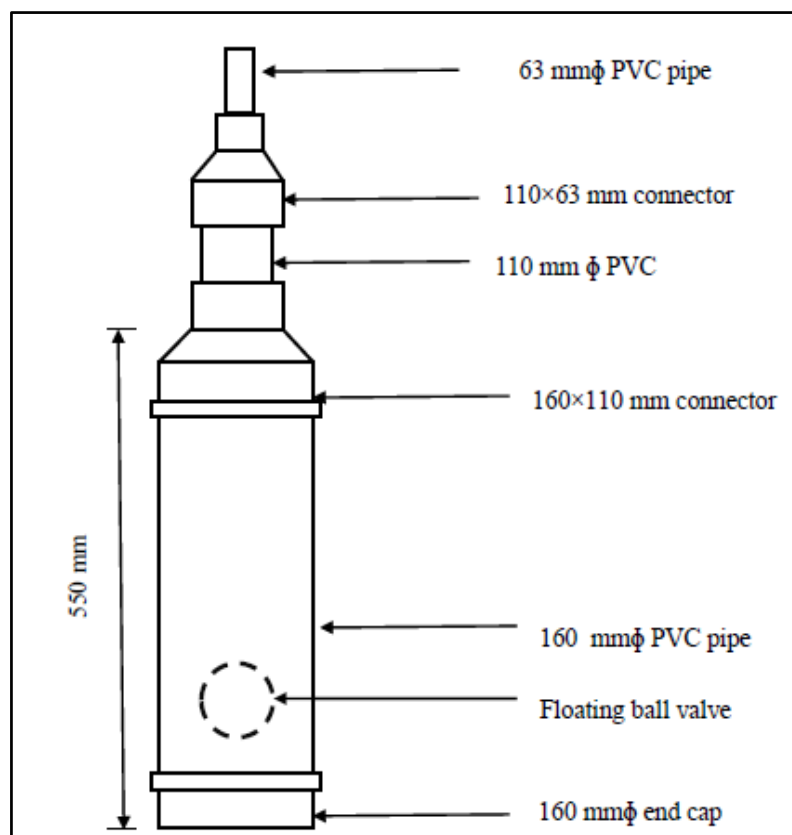 63 mmϕ PVC pipe
110×63 mm connector
110 mm ϕ PVC
160×110 mm connector
550 mm
160 mmϕ PVC pipe
Floating ball valve
160 mmϕ end cap